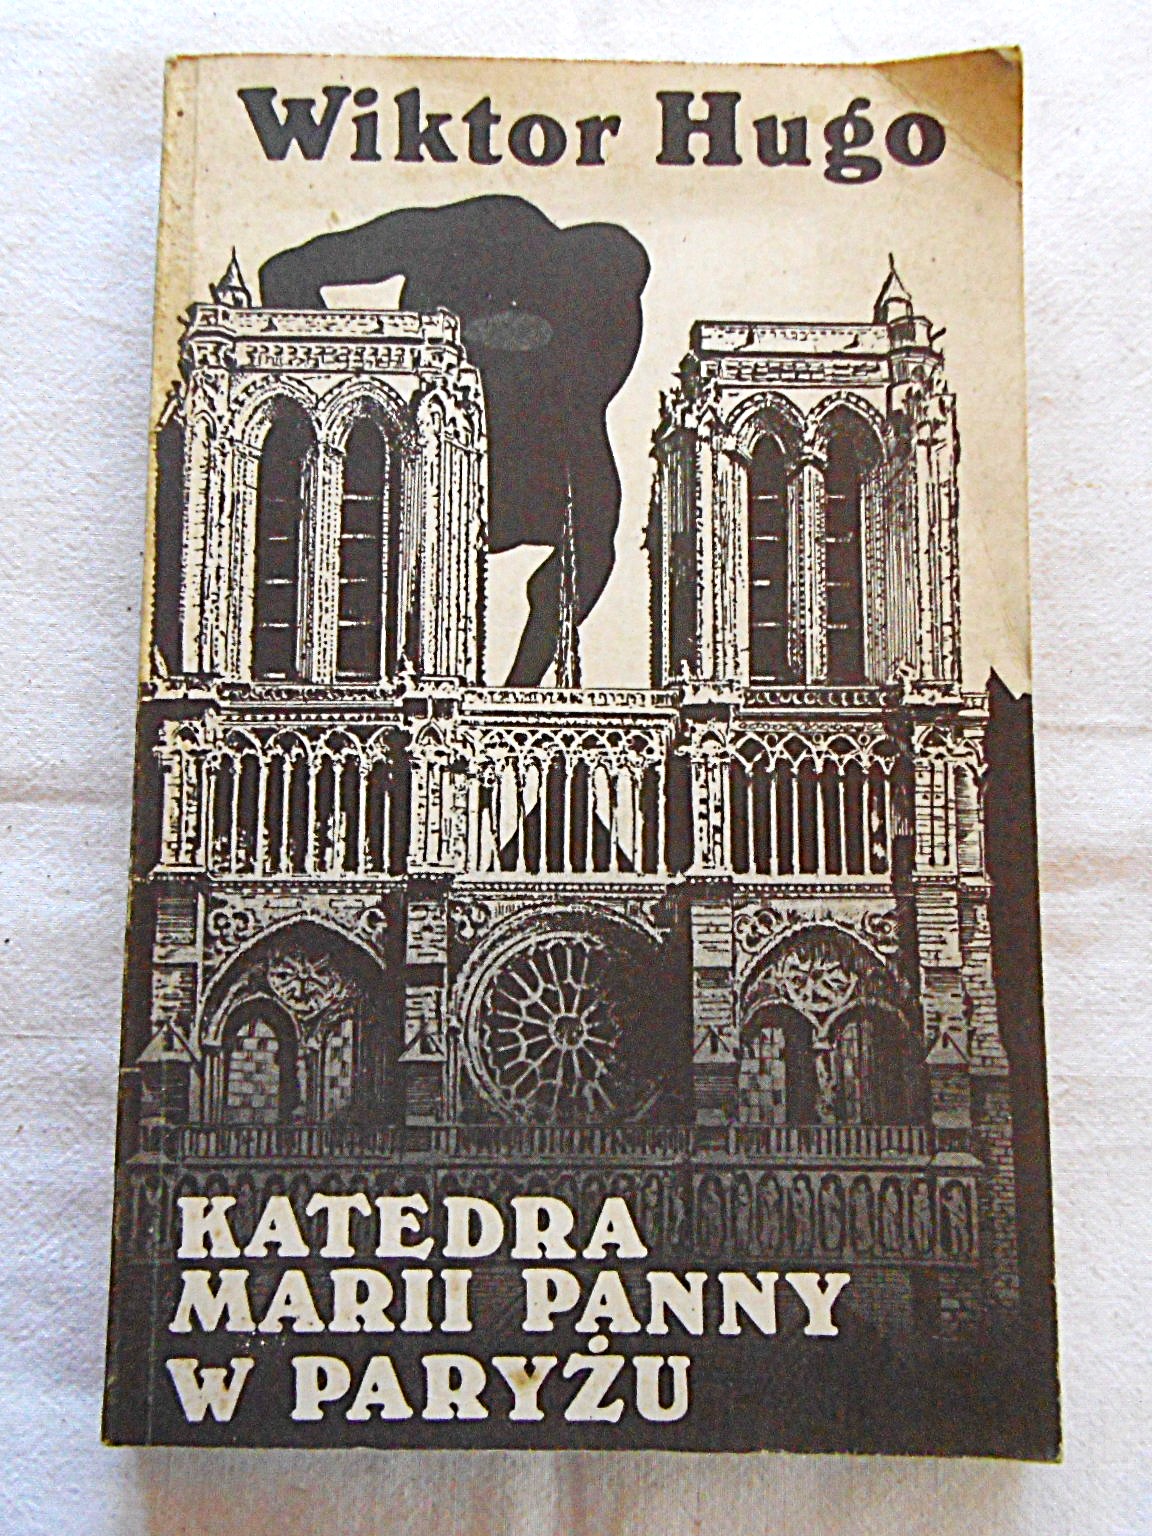 Wiktor Hugo
KATEDRA
MARII PANNY
W PARYŻU